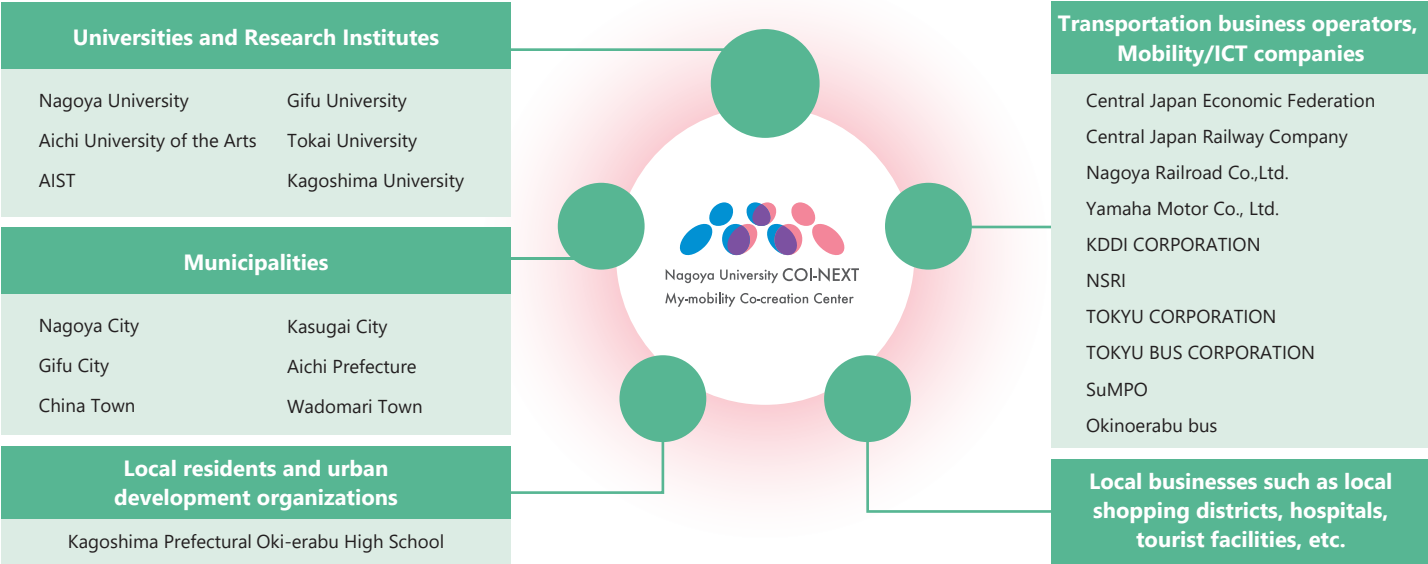 Universities and Research Institutes
Nagoya University
Gifu University
Aichi University of the Arts
Tokai University
AIST
Kagoshima University
Municipalities
Nagoya City
Kasugai City
Gifu City
Aichi Prefecture
China Town
Wadomari Town
Local residents and urban
development organizations
Kagoshima Prefectural Oki-erabu High School
Nagoya University COI-NEXT
My-mobility Co-creation Center
Transportation business operators,
Mobility/ICT companies
Central Japan Economic Federation
Central Japan Railway Company
Nagoya Railroad Co.,Ltd.
Yamaha Motor Co., Ltd.
KDDI CORPORATION
NSRI
TOKYU CORPORATION
TOKYU BUS CORPORATION
SuMPO
Okinoerabu bus
Local businesses such as local
shopping districts, hospitals,
tourist facilities, etc.